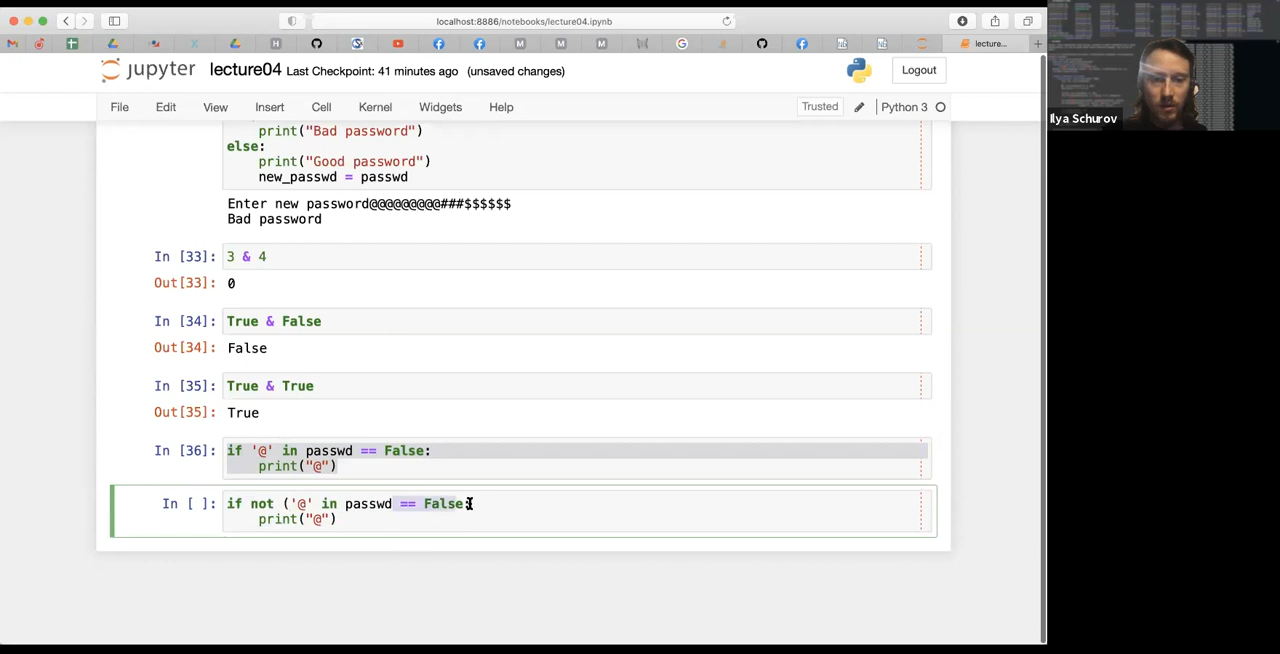 localhost:8886/notebooks/lecture04.ipynb
lecture...
jupyter lecture04 Last Checkpoint: 41 minutes ago (unsaved changes)
Logout
File Edit View Insert Cell Kernel Widgets Help
Trusted Python 3
Ilya Schurov
print("Bad password")
else:
print("Good password")
new_passwd = passwd
Enter new password@@@@@@@@@###$$$$$$
Bad password
In [33]: 3 & 4
Out[33]: 0
In [34]: True & False
Out[34]: False
In [35]: True & True
Out[35]: True
In [36]: if '@' in passwd == False:
print("@")
In [ ]: if not ('@' in passwd == False:
print("@")